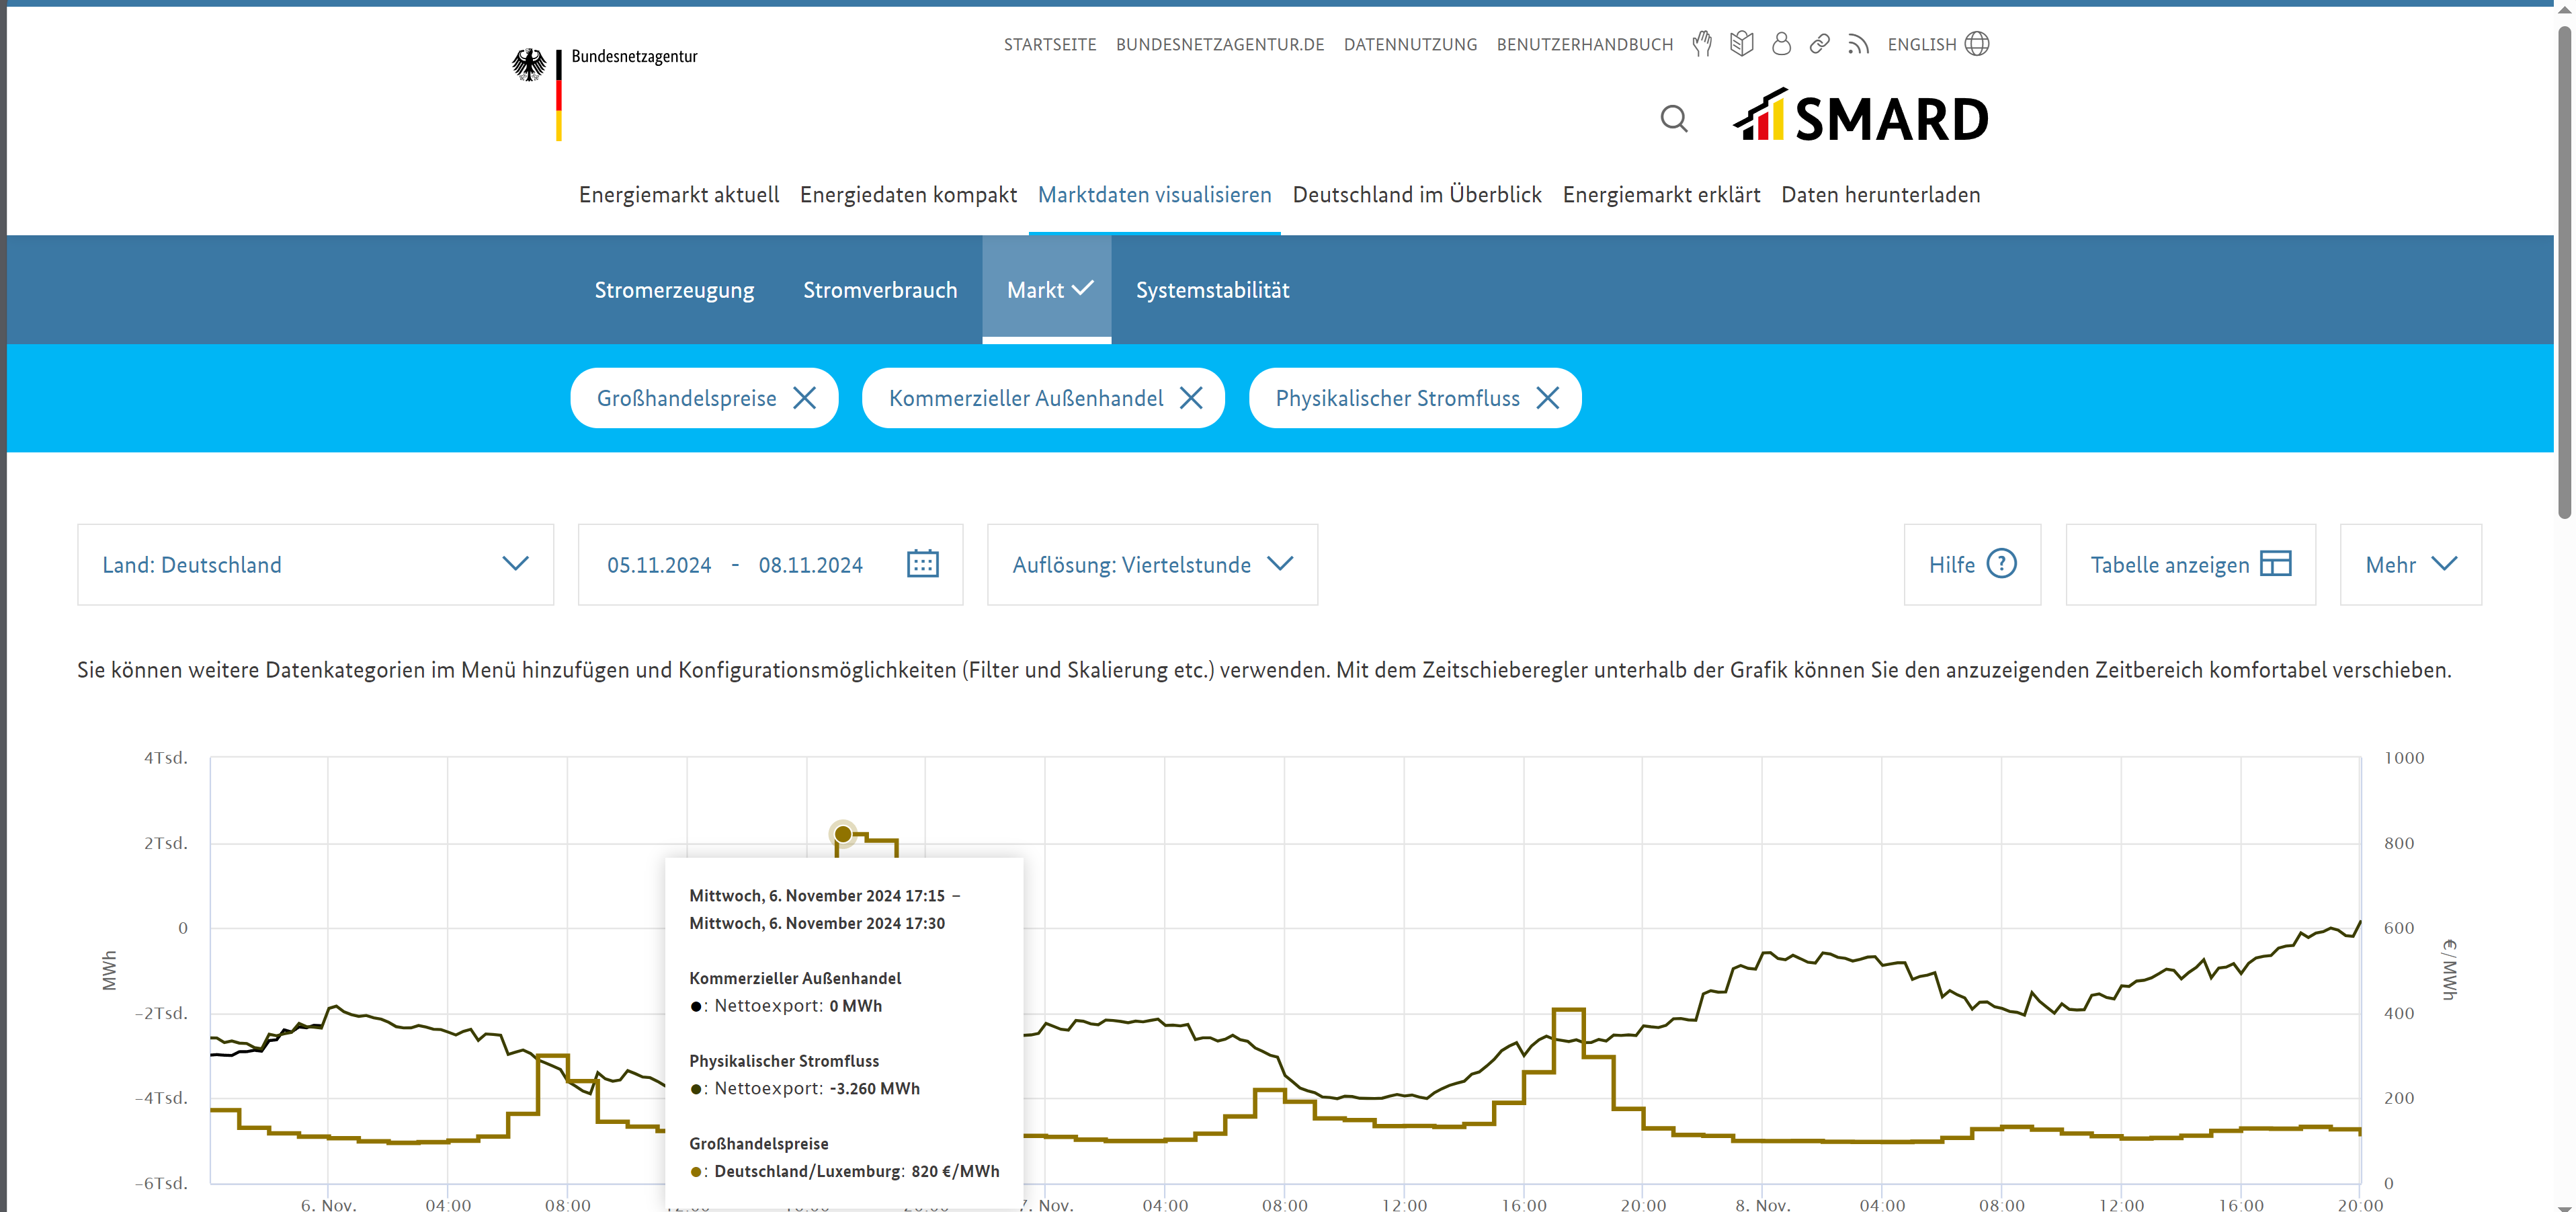 Bundesnetzagentur
STARTSEITE BUNDESNETZAGENTUR.DE DATENNUTZUNG BENUTZERHANDBUCH ENGLISH
SMARD
Energiemarkt aktuell Energiedaten kompakt Marktdaten visualisieren Deutschland im Überblick Energiemarkt erklärt Daten herunterladen
Stromerzeugung Stromverbrauch Markt Systemstabilität
Großhandelspreise Kommerzieller Außenhandel Physikalischer Stromfluss
Land: Deutschland 05.11.2024 - 08.11.2024 Auflösung: Viertelstunde Hilfe ? Tabelle anzeigen Mehr
Sie können weitere Datenkategorien im Menü hinzufügen und Konfigurationsmöglichkeiten (Filter und Skalierung etc.) verwenden. Mit dem Zeitschieberegler unterhalb der Grafik können Sie den anzuzeigenden Zeitbereich komfortabel verschieben.
4Tsd. 1000
2Tsd. 800
0 600
-2Tsd. 400
-4Tsd. 200
-6Tsd. 0
MWh
€/MWh
Mittwoch, 6. November 2024 17:15 –
Mittwoch, 6. November 2024 17:30
Kommerzieller Außenhandel
: Nettoexport: 0 MWh
Physikalischer Stromfluss
: Nettoexport: -3.260 MWh
Großhandelspreise
: Deutschland/Luxemburg: 820 €/MWh
6. Nov. 04:00 08:00 7. Nov. 04:00 08:00 12:00 16:00 20:00 8. Nov. 04:00 08:00 12:00 16:00 20:00